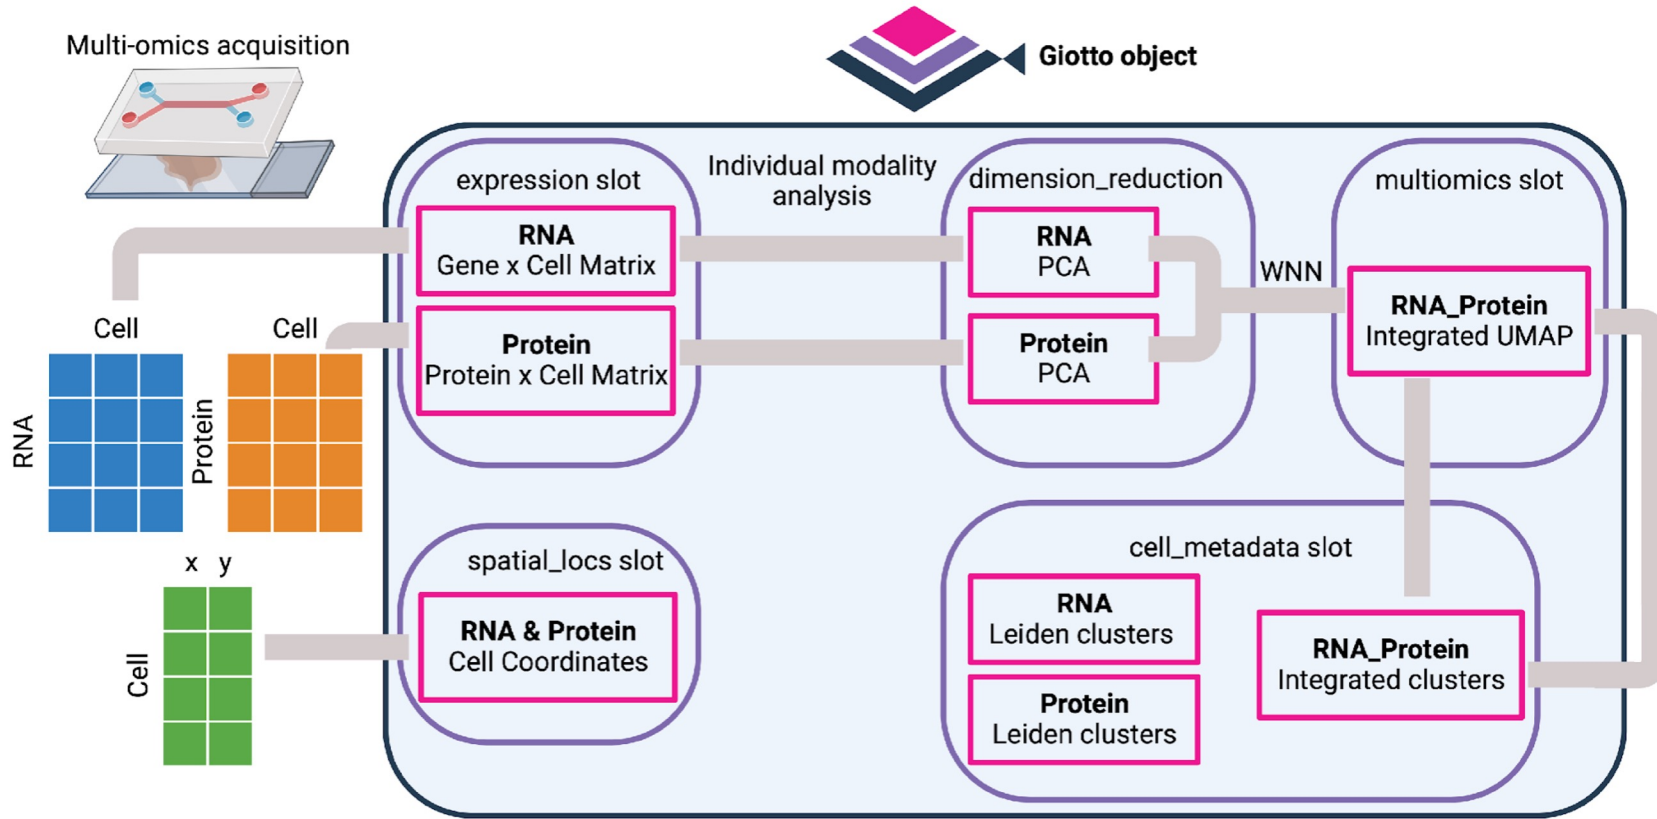 Multi-omics acquisition
Giotto object
expression slot
RNA
Gene x Cell Matrix
Protein
Protein x Cell Matrix
Individual modality
analysis
dimension_reduction
RNA
PCA
Protein
PCA
WNN
multiomics slot
RNA_Protein
Integrated UMAP
Cell
RNA
Cell
Protein
x y
Cell
spatial_locs slot
RNA & Protein
Cell Coordinates
cell_metadata slot
RNA
Leiden clusters
Protein
Leiden clusters
RNA_Protein
Integrated clusters